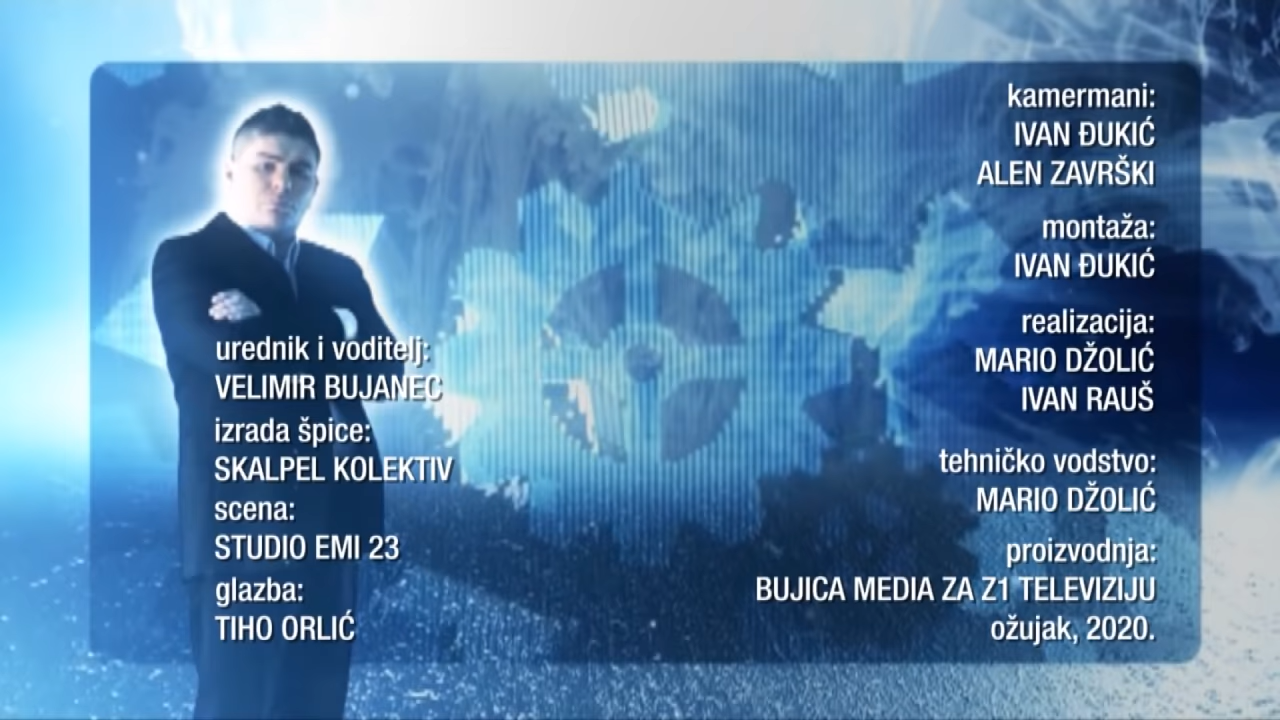 urednik i voditelj:
VELIMIR BUJANEC
izrada špice:
SKALPEL KOLEKTIV
scena:
STUDIO EMI 23
glazba:
TIHO ORLIĆ
kamermani:
IVAN ĐUKIĆ
ALEN ZAVRŠKI
montaža:
IVAN ĐUKIĆ
realizacija:
MARIO DŽOLIĆ
IVAN RAUŠ
tehničko vodstvo:
MARIO DŽOLIĆ
proizvodnja:
BUJICA MEDIA ZA Z1 TELEVIZIJU
ožujak, 2020.